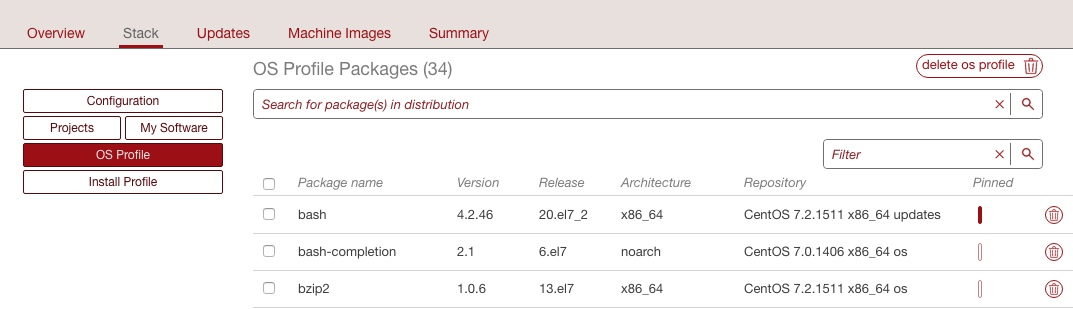 Overview Stack Updates Machine Images Summary
OS Profile Packages (34)
delete os profile
Configuration
Projects My Software
OS Profile
Install Profile
Search for package(s) in distribution
Filter
Package name Version Release Architecture Repository Pinned
bash 4.2.46 20.el7_2 x86_64 CentOS 7.2.1511 x86_64 updates
bash-completion 2.1 6.el7 noarch CentOS 7.0.1406 x86_64 os
bzip2 1.0.6 13.el7 x86_64 CentOS 7.2.1511 x86_64 os